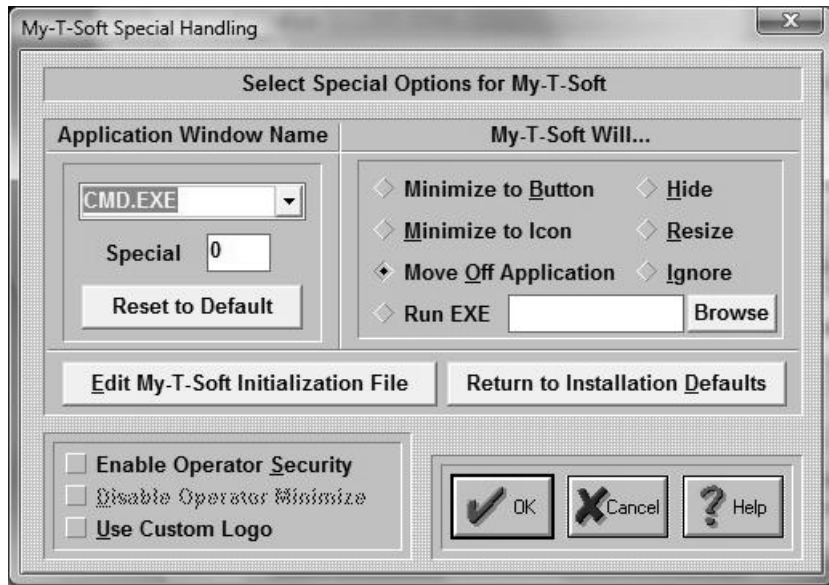 My-T-Soft Special Handling
Select Special Options for My-T-Soft
Application Window Name
My-T-Soft Will...
CMD.EXE
Special 0
Reset to Default
Minimize to Button Hide
Minimize to Icon Resize
Move Off Application Ignore
Run EXE Browse
Edit My-T-Soft Initialization File
Return to Installation Defaults
Enable Operator Security
Disable Operator Minimize
Use Custom Logo
OK
Cancel
Help